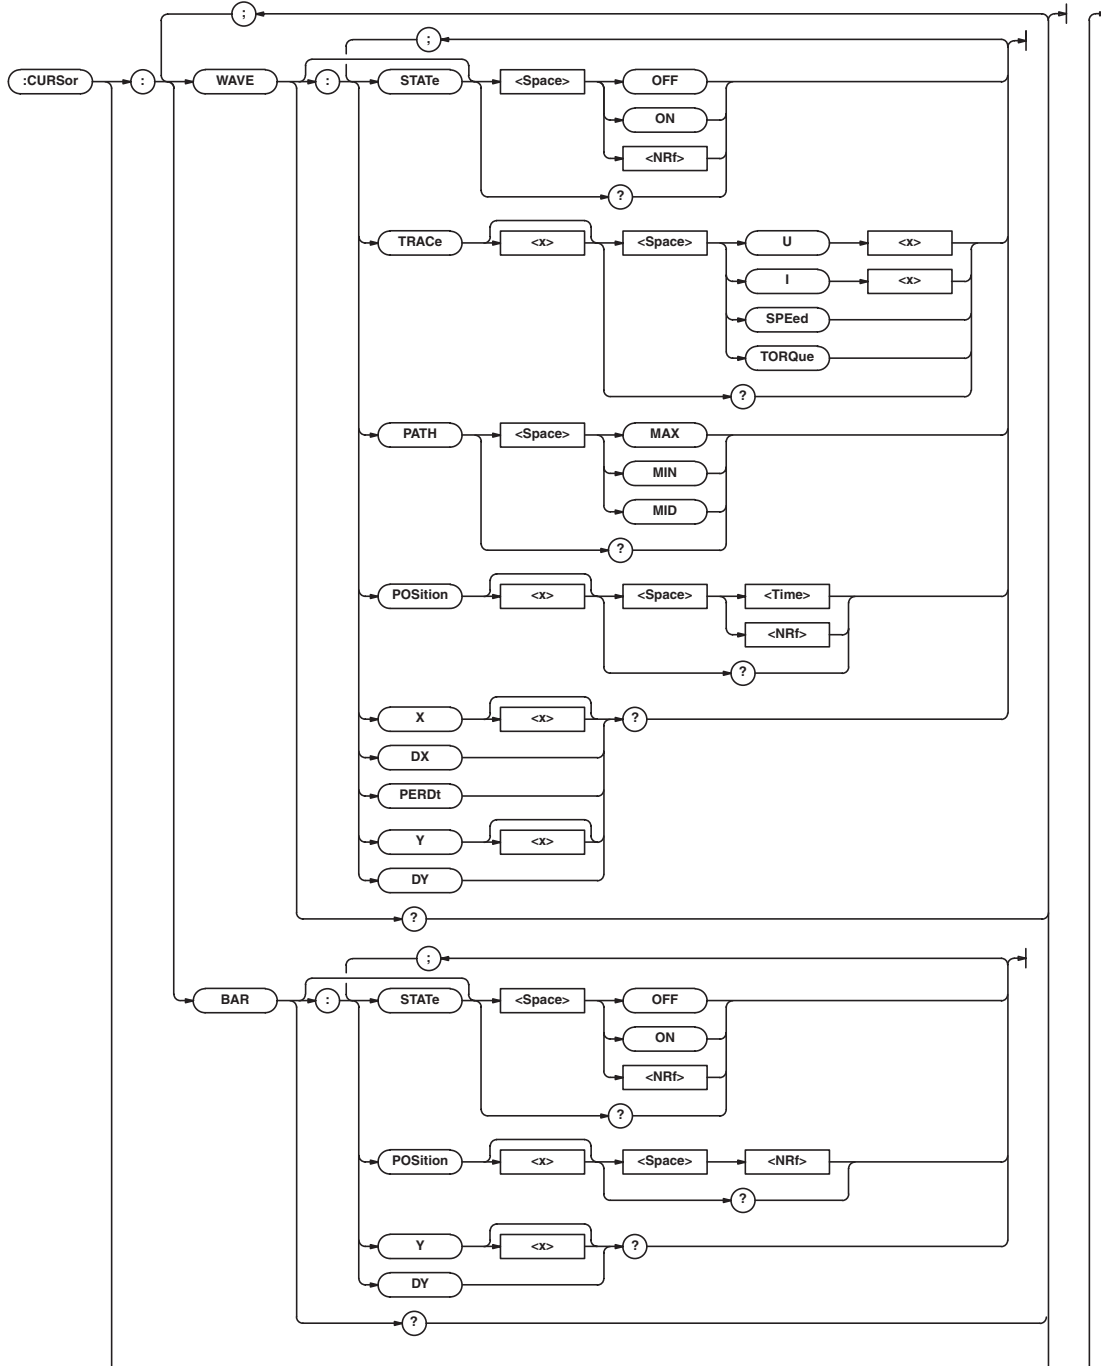 ;
;
:CURSor : WAVE : STATe <Space> OFF
ON
<NRf>
?
TRACe <x> <Space> U <x>
I <x>
SPEed
TORQue
?
PATH <Space> MAX
MIN
MID
?
POSition <x> <Space> <Time>
<NRf>
?
X <x> ?
DX
PERDt
Y <x>
DY
?
;
BAR : STATe <Space> OFF
ON
<NRf>
?
POSition <x> <Space> <NRf>
?
Y <x> ?
DY
?